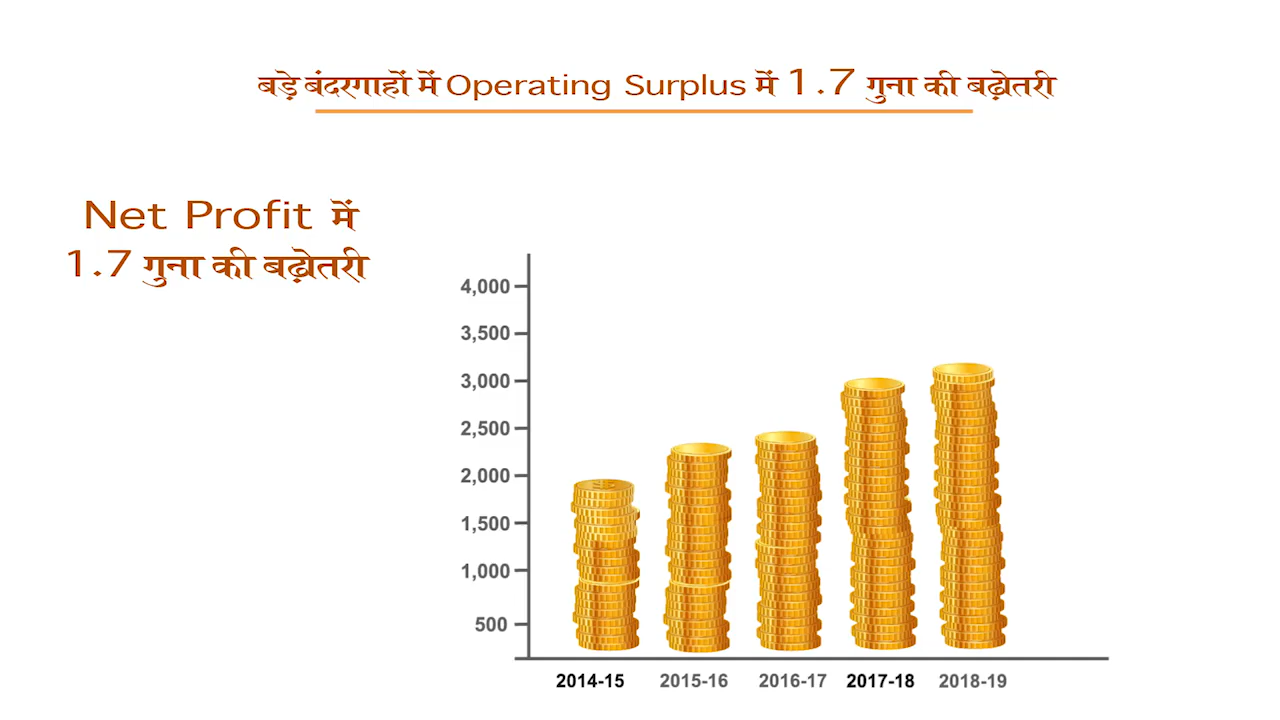 बड़े बंदरगाहों में Operating Surplus में 1.7 गुना की बढ़ोतरी
Net Profit में
1.7 गुना की बढ़ोतरी
4,000
3,500
3,000
2,500
2,000
1,500
1,000
500
2014-15 2015-16 2016-17 2017-18 2018-19